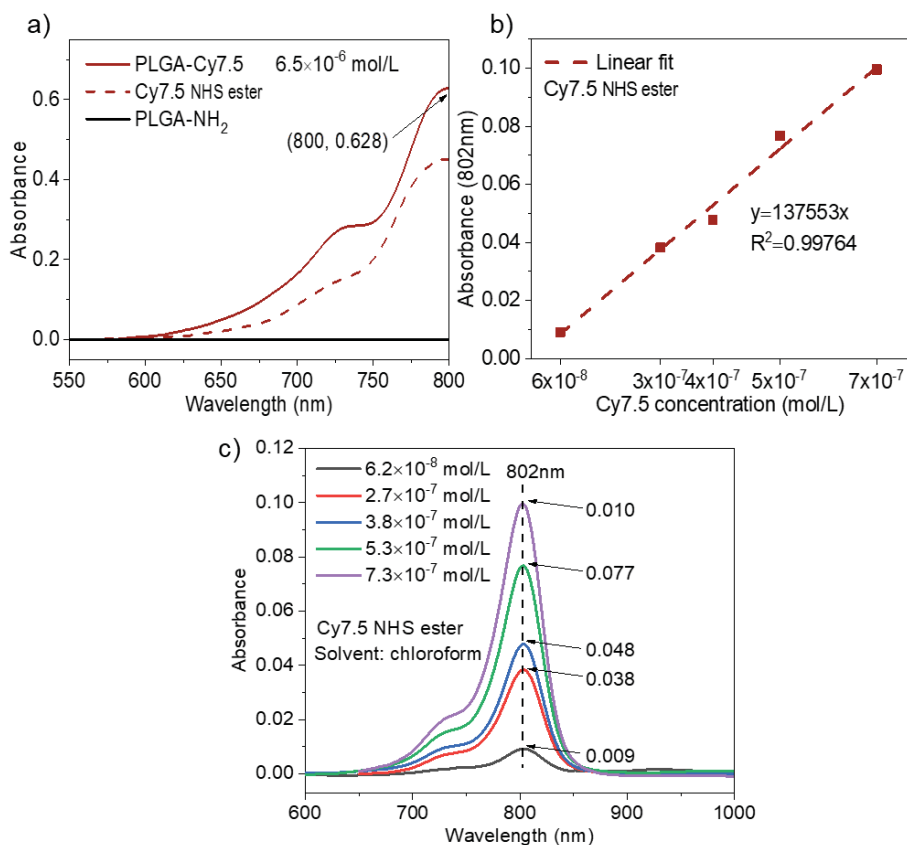 a)
PLGA-Cy7.5 6.5×10⁻⁶ mol/L
Cy7.5 NHS ester
PLGA-NH₂
(800, 0.628)
0.6
0.4
0.2
0.0
Absorbance
550 600 650 700 750 800
Wavelength (nm)
b)
Linear fit
Cy7.5 NHS ester
y=137553x
R²=0.99764
0.10
0.08
0.06
0.04
0.02
0.00
Absorbance (802nm)
6x10⁻⁸ 3x10⁻⁷ 4x10⁻⁷ 5x10⁻⁷ 7x10⁻⁷
Cy7.5 concentration (mol/L)
c)
6.2×10⁻⁸ mol/L
2.7×10⁻⁷ mol/L
3.8×10⁻⁷ mol/L
5.3×10⁻⁷ mol/L
7.3×10⁻⁷ mol/L
802nm
0.010
0.077
0.048
0.038
0.009
Cy7.5 NHS ester
Solvent: chloroform
0.12
0.10
0.08
0.06
0.04
0.02
0.00
Absorbance
600 700 800 900 1000
Wavelength (nm)